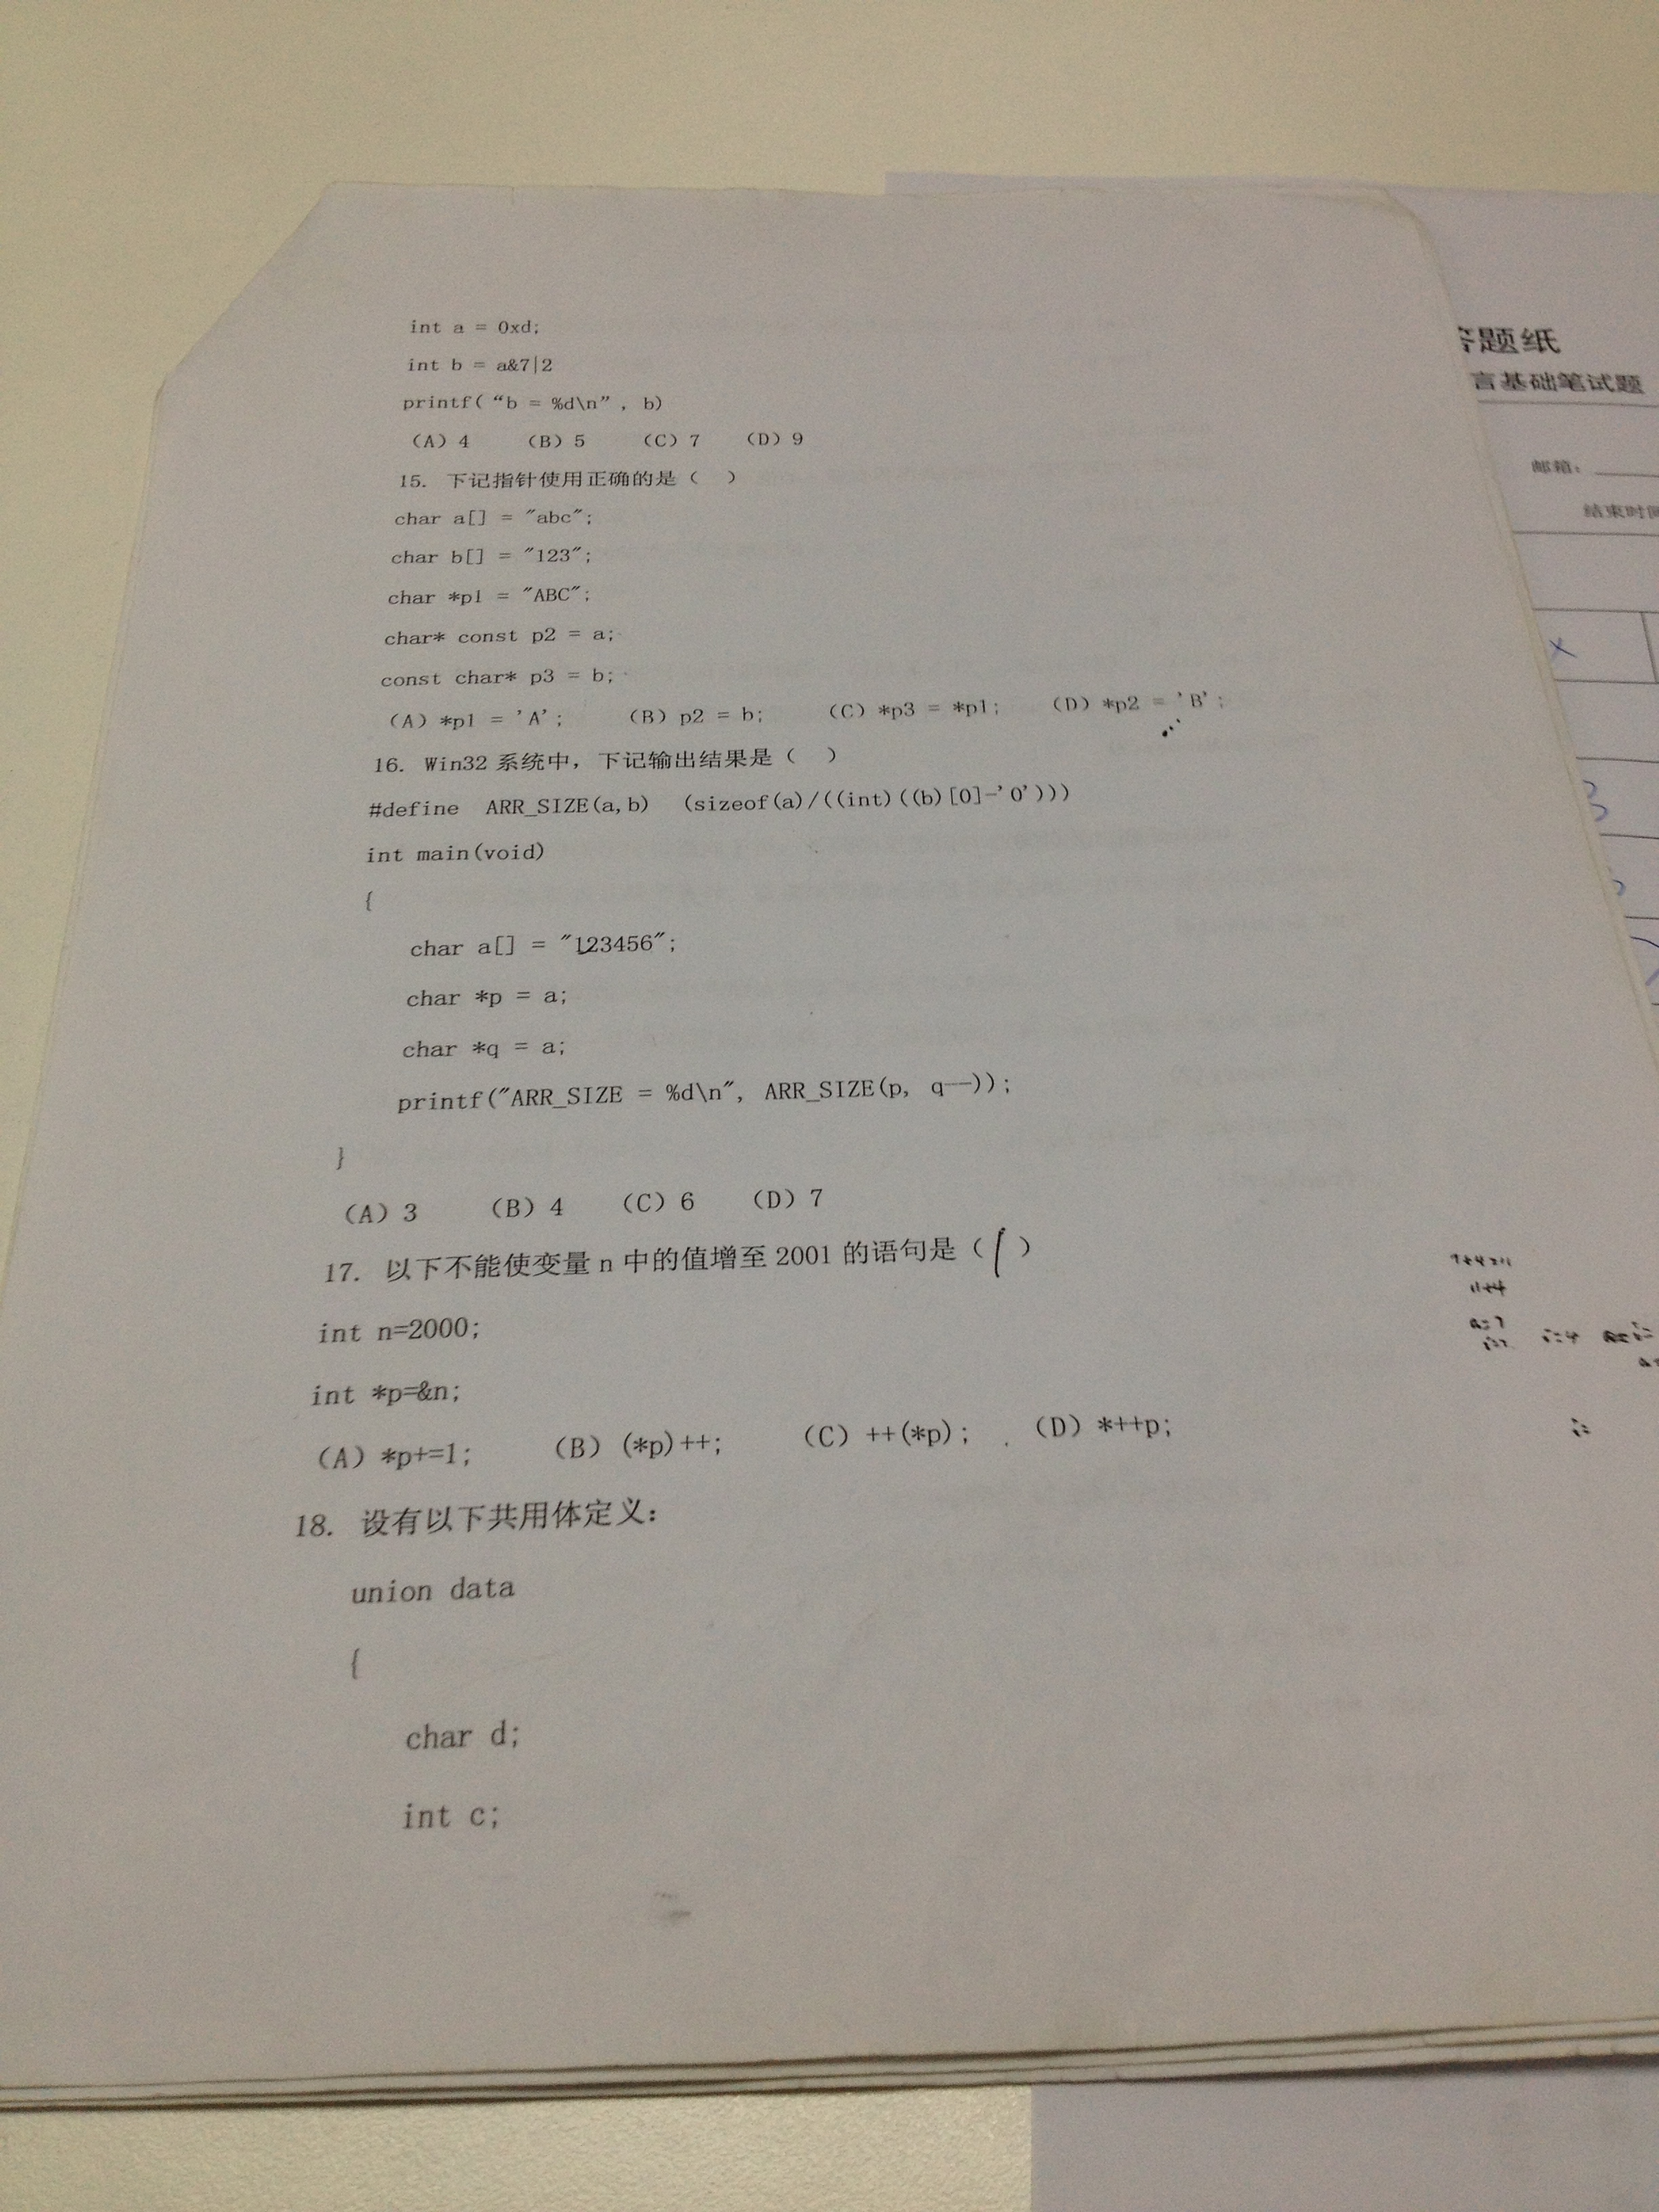 int a = 0xd;
int b = a&7|2
printf( “b = %d\n” , b)
（A）4 （B）5 （C）7 （D）9
15. 下记指针使用正确的是（ ）
char a[] = "abc";
char b[] = "123";
char *p1 = "ABC";
char* const p2 = a;
const char* p3 = b;
（A）*p1 = 'A'; （B）p2 = b; （C）*p3 = *p1; （D）*p2 = 'B';
16. Win32 系统中，下记输出结果是（ ）
#define ARR_SIZE(a,b) (sizeof(a)/((int)((b)[0]-'0')))
int main(void)
{
char a[] = "123456";
char *p = a;
char *q = a;
printf("ARR_SIZE = %d\n", ARR_SIZE(p, q--));
}
（A）3 （B）4 （C）6 （D）7
17. 以下不能使变量 n 中的值增至 2001 的语句是（ ）
int n=2000;
int *p=&n;
（A）*p+=1; （B）(*p)++; （C）++(*p); （D）*++p;
18. 设有以下共用体定义：
union data
{
char d;
int c;
题纸
言基础笔试题
邮箱：
结束时间